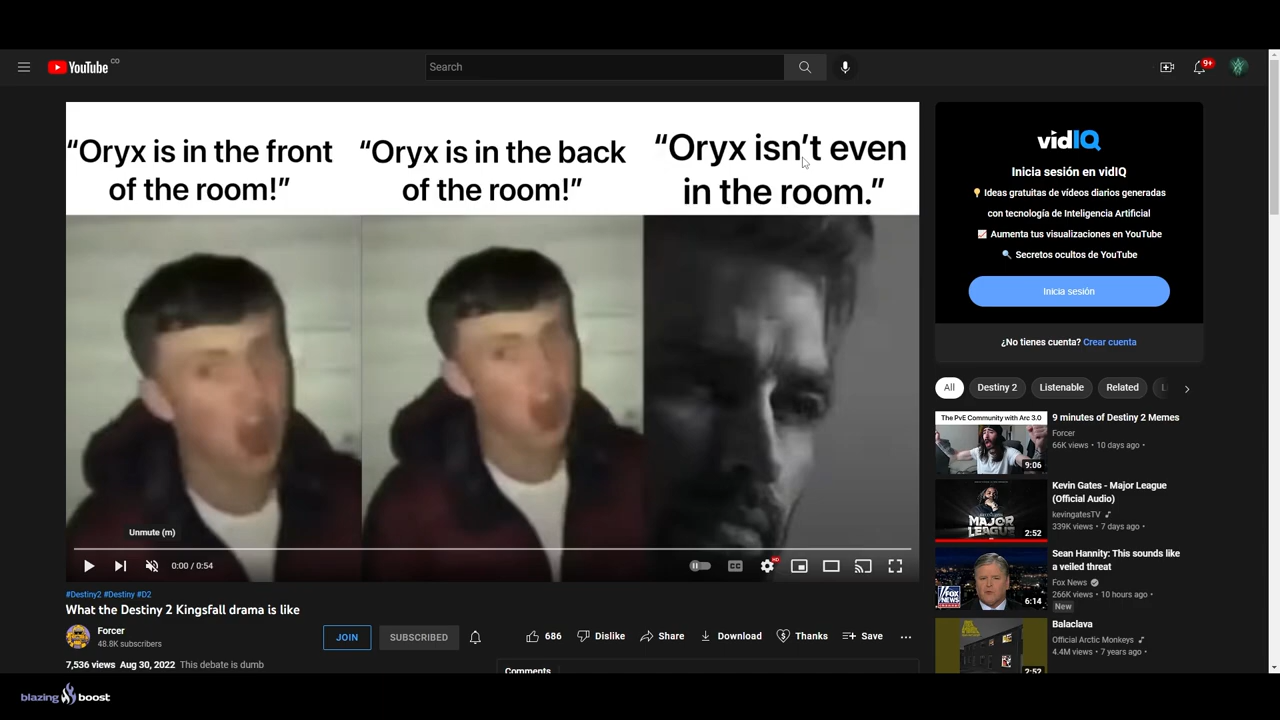 YouTube CO
Search
9+
“Oryx is in the front
of the room!”
“Oryx is in the back
of the room!”
“Oryx isn’t even
in the room.”
Unmute (m)
0:00 / 0:54
CC
HD
#Destiny2 #Destiny #D2
What the Destiny 2 Kingsfall drama is like
Forcer
48.8K subscribers
JOIN
SUBSCRIBED
686
Dislike
Share
Download
Thanks
Save
7,536 views Aug 30, 2022 This debate is dumb
Comments
vidIQ
Inicia sesión en vidIQ
Ideas gratuitas de vídeos diarios generadas
con tecnología de Inteligencia Artificial
Aumenta tus visualizaciones en YouTube
Secretos ocultos de YouTube
Inicia sesión
¿No tienes cuenta? Crear cuenta
All
Destiny 2
Listenable
Related
The PvE Community with Arc 3.0
9:06
9 minutes of Destiny 2 Memes
Forcer
66K views • 10 days ago •
MAJOR
LEAGUE
2:52
Kevin Gates - Major League
(Official Audio)
kevingatesTV
339K views • 7 days ago •
FOX
NEWS
6:14
Sean Hannity: This sounds like
a veiled threat
Fox News
266K views • 10 hours ago •
New
2:52
Balaclava
Official Arctic Monkeys
4.4M views • 7 years ago •
blazing boost